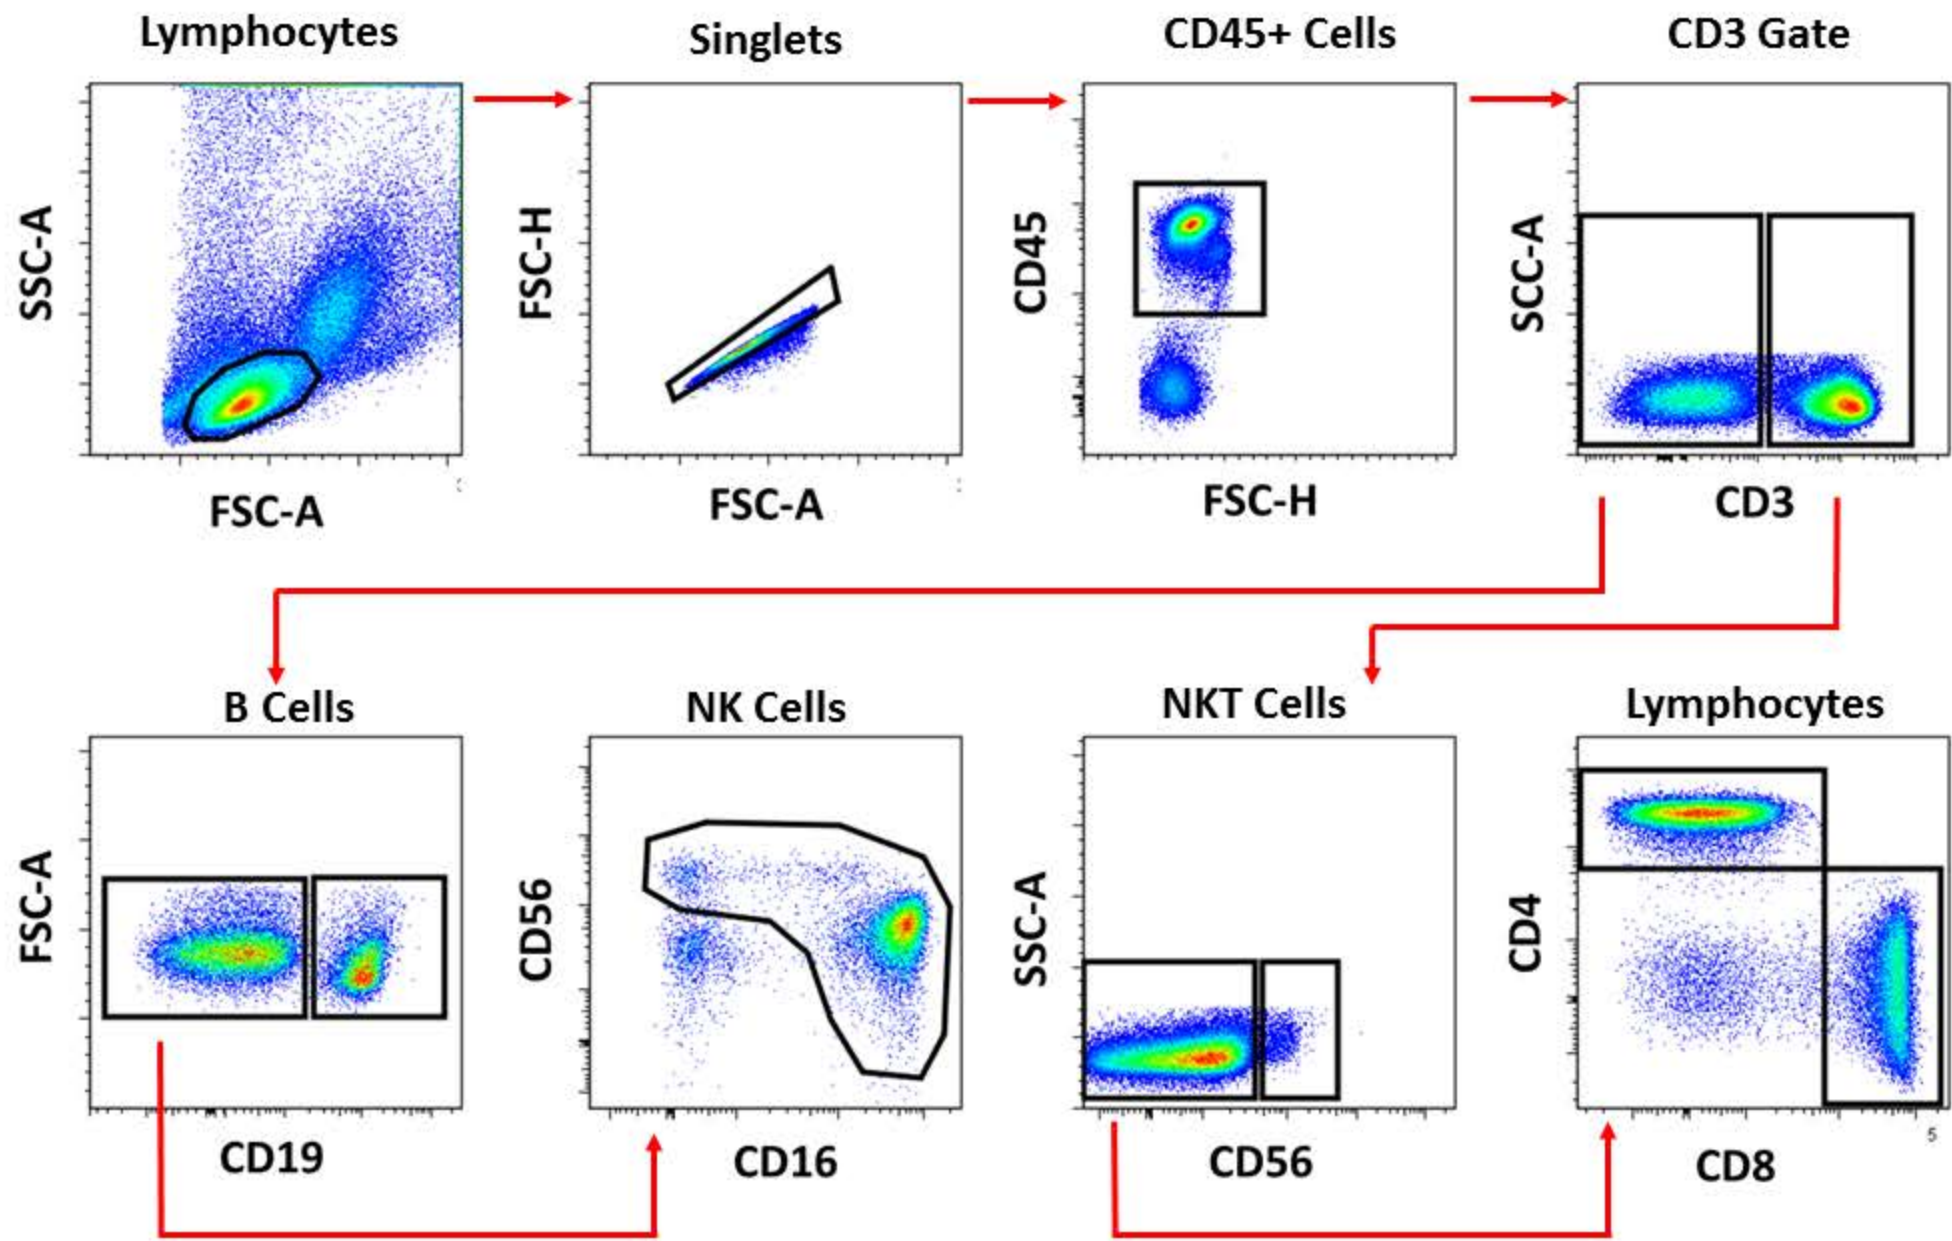 Lymphocytes
Singlets
CD45+ Cells
CD3 Gate
SSC-A
FSC-H
CD45
SCC-A
FSC-A
FSC-A
FSC-H
CD3
B Cells
NK Cells
NKT Cells
Lymphocytes
FSC-A
CD56
SSC-A
CD4
5
CD19
CD16
CD56
CD8